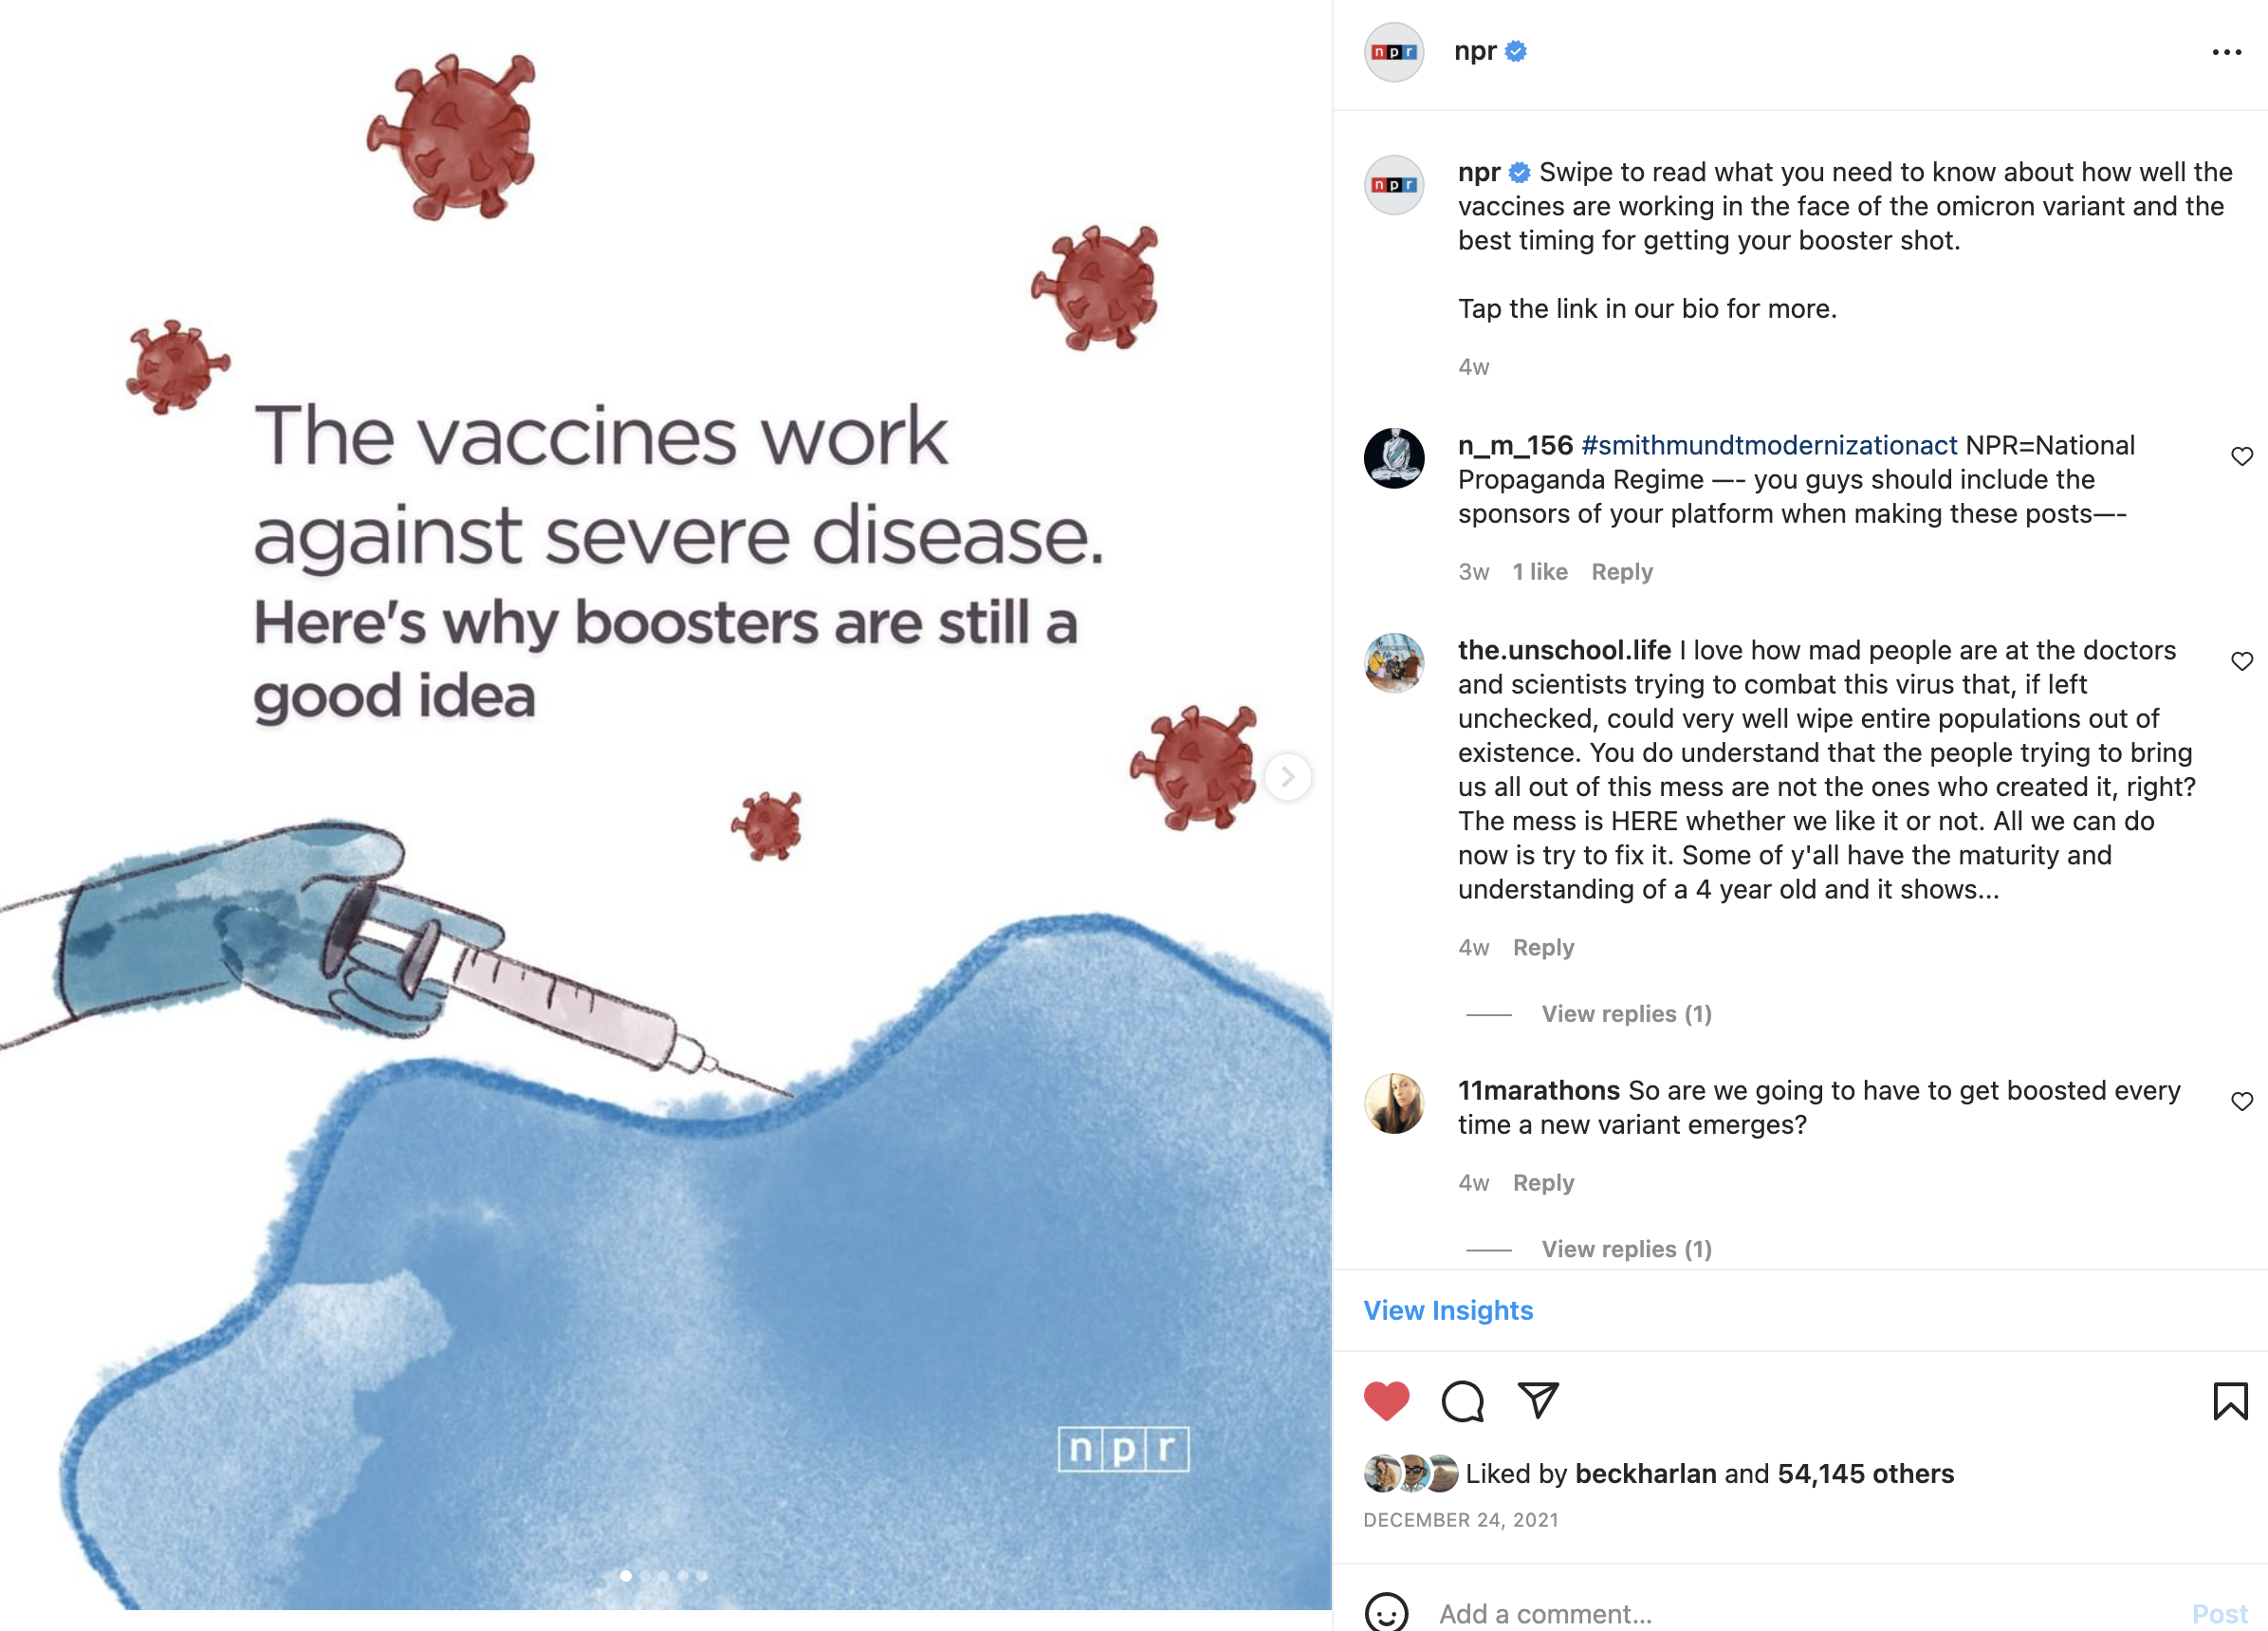 The vaccines work
against severe disease.
Here's why boosters are still a
good idea
npr
npr
npr
npr
npr Swipe to read what you need to know about how well the
vaccines are working in the face of the omicron variant and the
best timing for getting your booster shot.
Tap the link in our bio for more.
4w
n_m_156 #smithmundtmodernizationact NPR=National
Propaganda Regime —- you guys should include the
sponsors of your platform when making these posts—-
3w 1 like Reply
the.unschool.life I love how mad people are at the doctors
and scientists trying to combat this virus that, if left
unchecked, could very well wipe entire populations out of
existence. You do understand that the people trying to bring
us all out of this mess are not the ones who created it, right?
The mess is HERE whether we like it or not. All we can do
now is try to fix it. Some of y'all have the maturity and
understanding of a 4 year old and it shows...
4w Reply
View replies (1)
11marathons So are we going to have to get boosted every
time a new variant emerges?
4w Reply
View replies (1)
View Insights
Liked by beckharlan and 54,145 others
DECEMBER 24, 2021
Add a comment...
Post